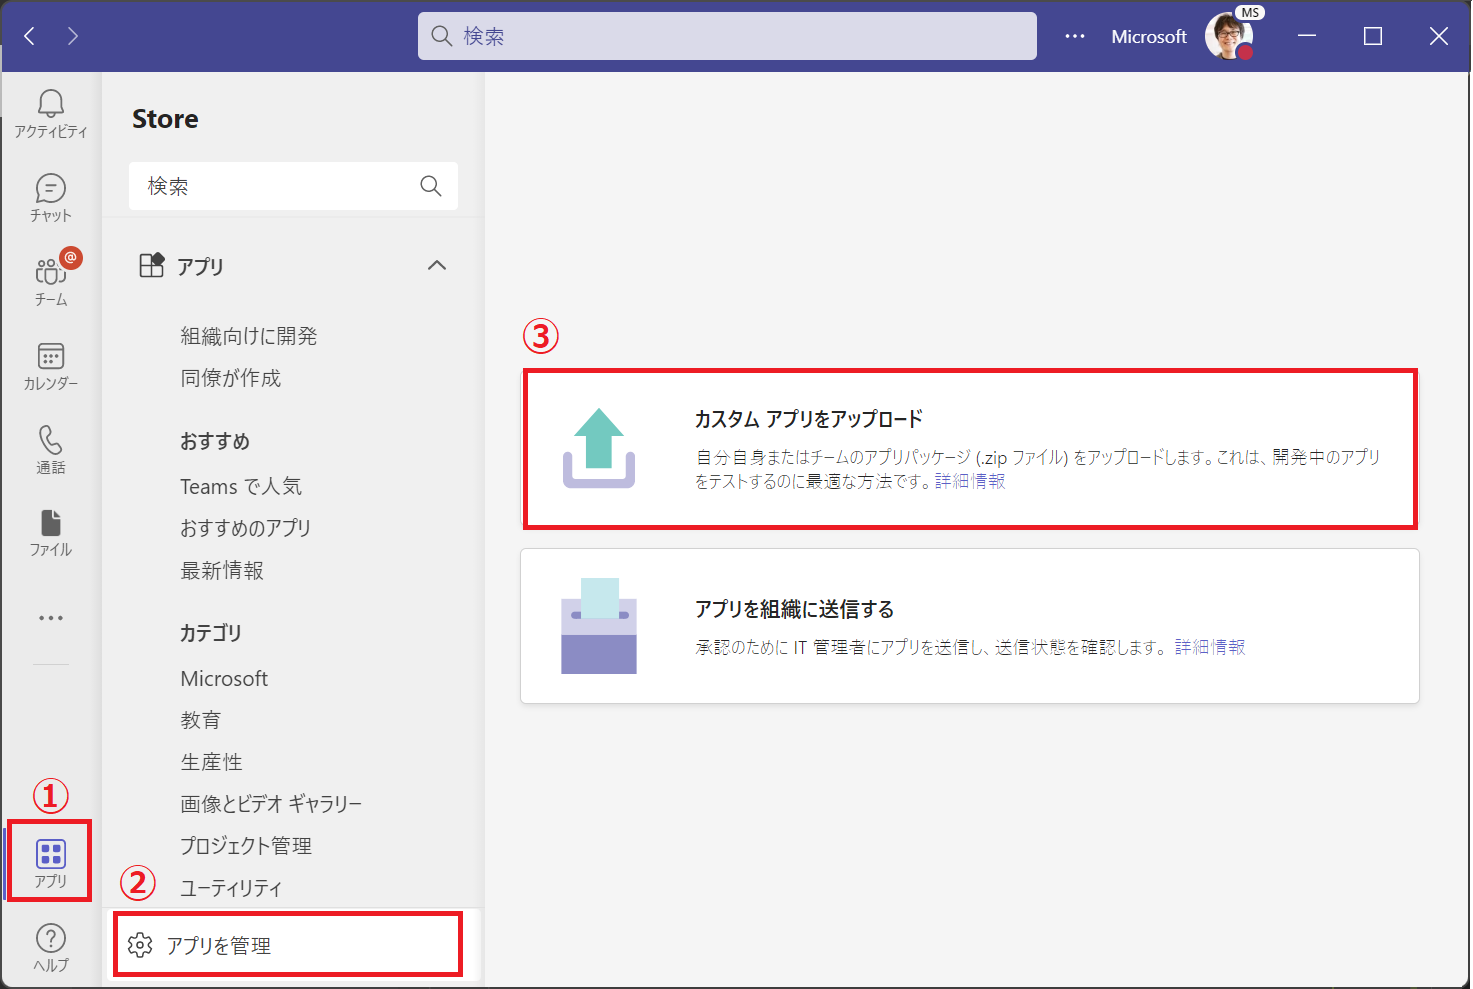 検索
Microsoft
MS
アクティビティ
チャット
@
チーム
カレンダー
通話
ファイル
①
アプリ
ヘルプ
Store
検索
アプリ
組織向けに開発
同僚が作成
おすすめ
Teams で人気
おすすめのアプリ
最新情報
カテゴリ
Microsoft
教育
生産性
画像とビデオ ギャラリー
プロジェクト管理
ユーティリティ
②
アプリを管理
③
カスタム アプリをアップロード
自分自身またはチームのアプリパッケージ (.zip ファイル) をアップロードします。これは、開発中のアプリ
をテストするのに最適な方法です。詳細情報
アプリを組織に送信する
承認のために IT 管理者にアプリを送信し、送信状態を確認します。 詳細情報